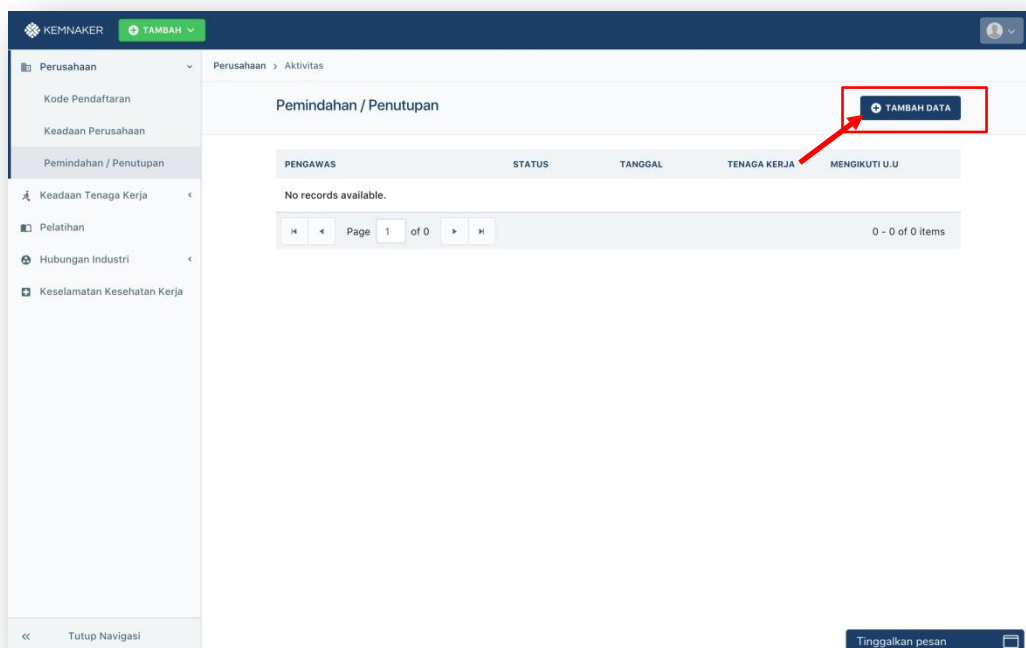 KEMNAKER
TAMBAH
Perusahaan
Kode Pendaftaran
Keadaan Perusahaan
Pemindahan / Penutupan
Keadaan Tenaga Kerja
Pelatihan
Hubungan Industri
Keselamatan Kesehatan Kerja
Tutup Navigasi
Perusahaan > Aktivitas
Pemindahan / Penutupan
TAMBAH DATA
PENGAWAS STATUS TANGGAL TENAGA KERJA MENGIKUTI U.U
No records available.
Page 1 of 0
0 - 0 of 0 items
Tinggalkan pesan